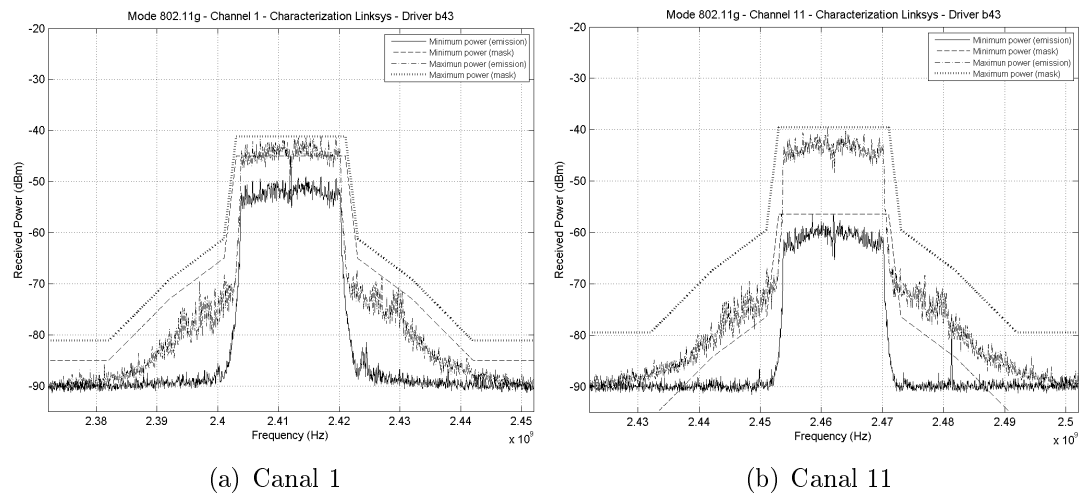 Mode 802.11g - Channel 1 - Characterization Linksys - Driver b43
-20
-30
-40
-50
-60
-70
-80
-90
Received Power (dBm)
Minimum power (emission)
Minimum power (mask)
Maximun power (emission)
Maximum power (mask)
2.38
2.39
2.4
2.41
2.42
2.43
2.44
2.45
Frequency (Hz)
x 10⁹
(a) Canal 1
Mode 802.11g - Channel 11 - Characterization Linksys - Driver b43
-20
-30
-40
-50
-60
-70
-80
-90
Received Power (dBm)
Minimum power (emission)
Minimum power (mask)
Maximun power (emission)
Maximum power (mask)
2.43
2.44
2.45
2.46
2.47
2.48
2.49
2.5
Frequency (Hz)
x 10⁹
(b) Canal 11